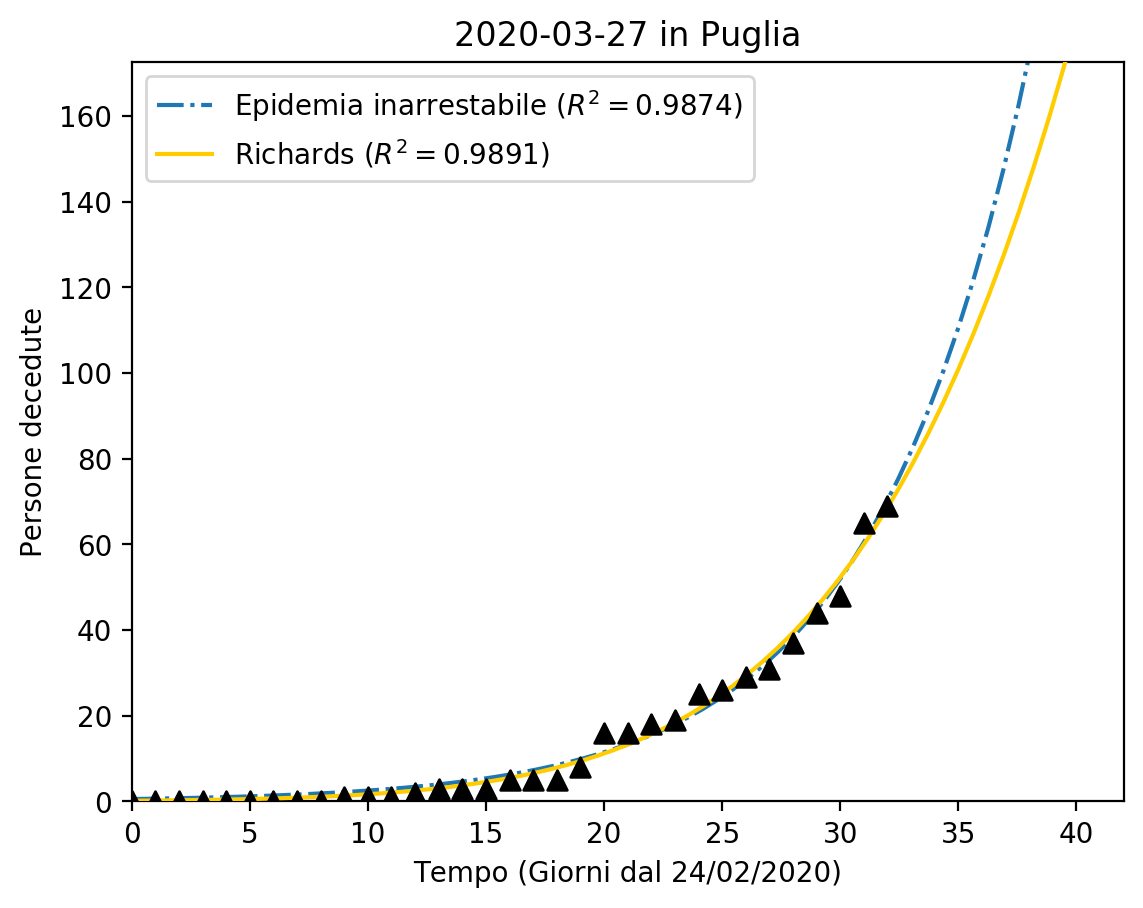 2020-03-27 in Puglia
Epidemia inarrestabile (R² = 0.9874)
Richards (R² = 0.9891)
Persone decedute
160
140
120
100
80
60
40
20
0
0 5 10 15 20 25 30 35 40
Tempo (Giorni dal 24/02/2020)